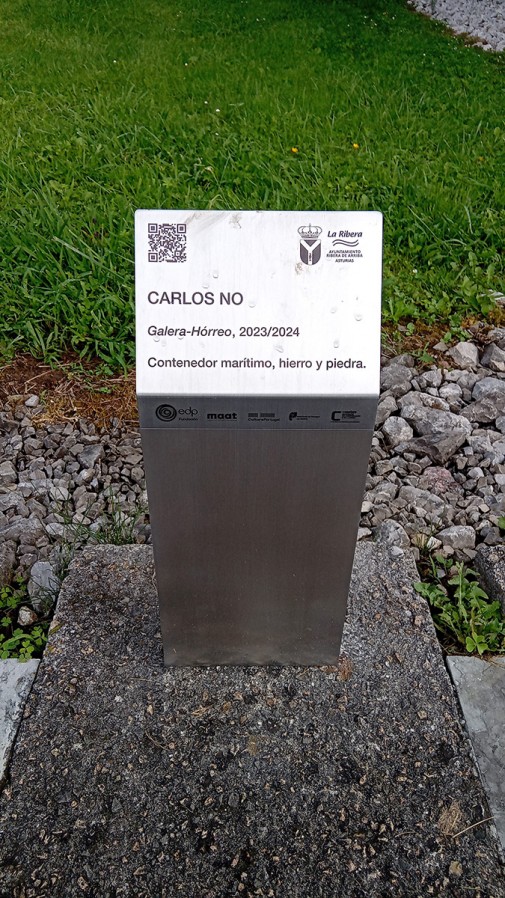 La Ribera
AYUNTAMIENTO
RIBERA DE ARRIBA
ASTURIAS
CARLOS NO
Galera-Hórreo, 2023/2024
Contenedor marítimo, hierro y piedra.
edp
maat